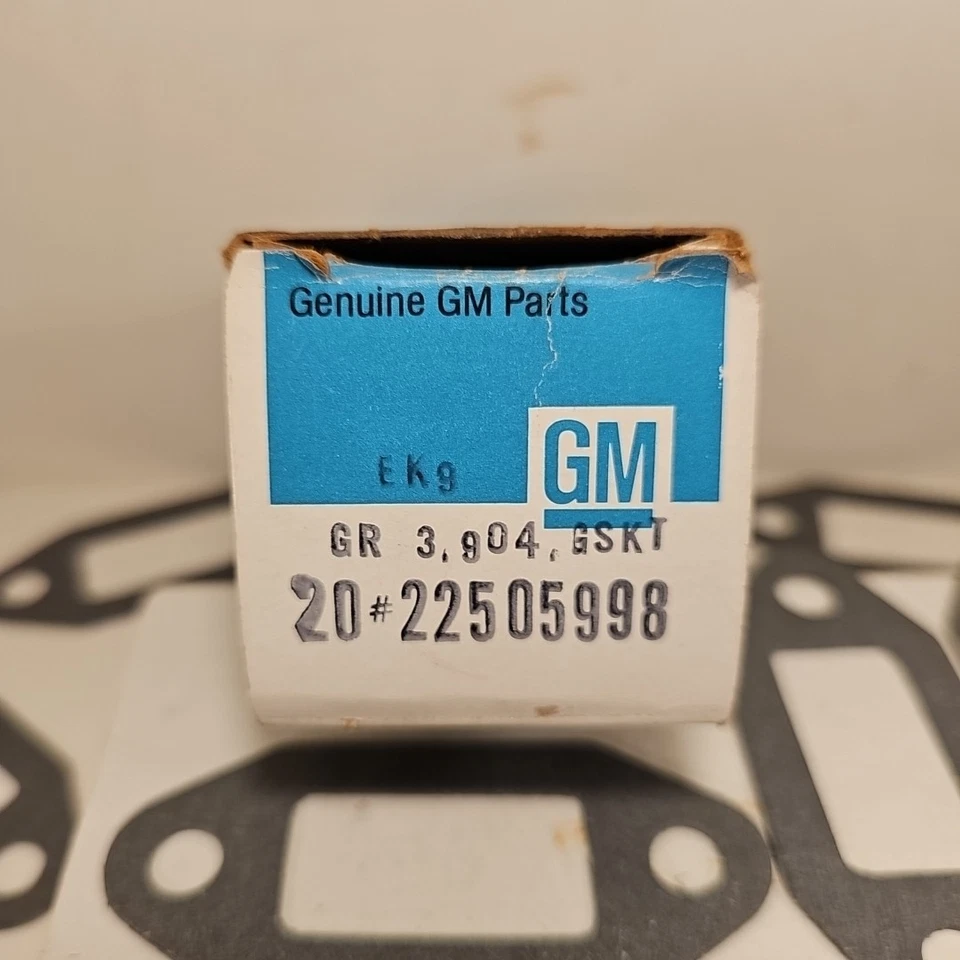 Genuine GM Parts
GM
EK9
GR 3,904, GSKT
20#22505998